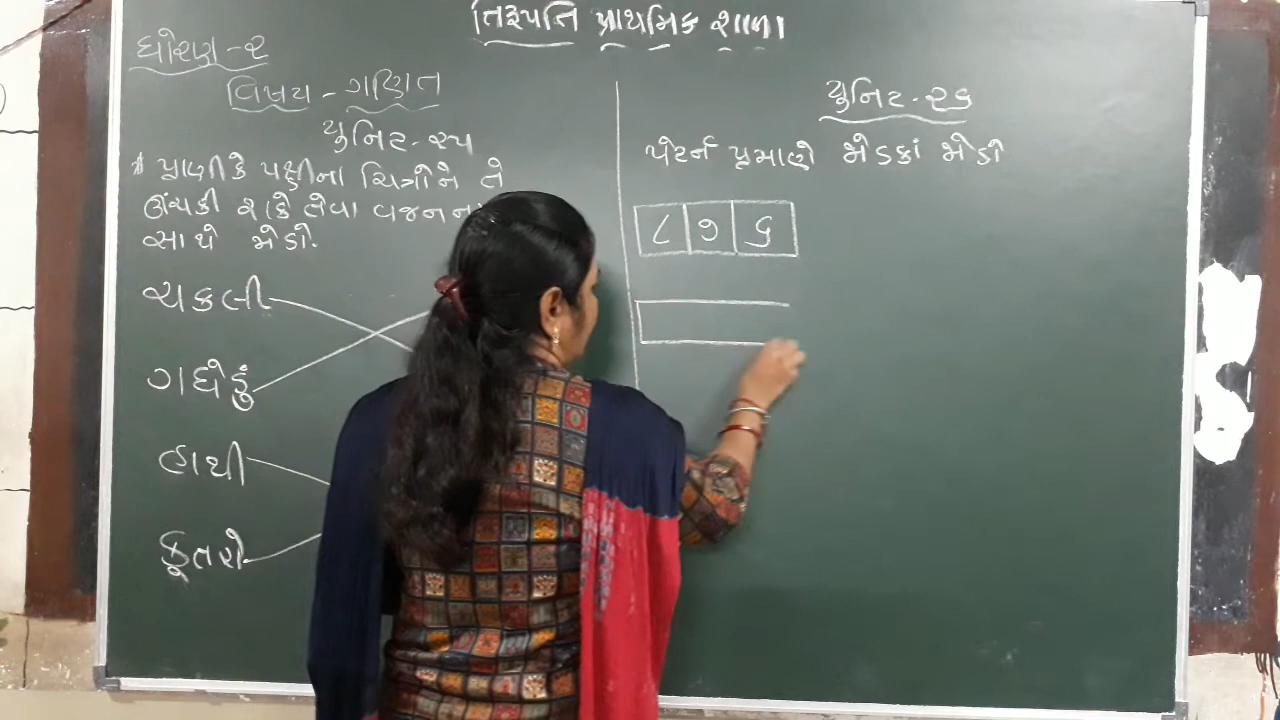 તિરૂપતિ પ્રાથમિક શાળા
ધોરણ-૨
વિષય - ગણિત
યુનિટ-૨૫
* પ્રાણી કે પક્ષીના ચિત્રોને તે
ઊંચકી શકે તેવા વજનના
સાથે જોડો.
ચકલી
ગધેડું
હાથી
કૂતરો
યુનિટ-૨૬
પેટર્ન પ્રમાણે જોડકાં જોડો
૮ ૭ ૬